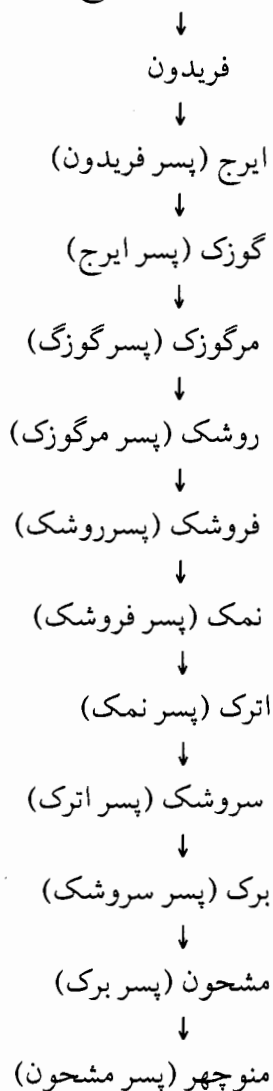 فریدون
ایرج (پسر فریدون)
گوزک (پسر ایرج)
مرگوزک (پسر گوزگ)
روشک (پسر مرگوزک)
فروشک (پسرروشک)
نمک (پسر فروشک)
اترک (پسر نمک)
سروشک (پسر اترک)
برک (پسر سروشک)
مشحون (پسر برک)
منوچهر (پسر مشحون)